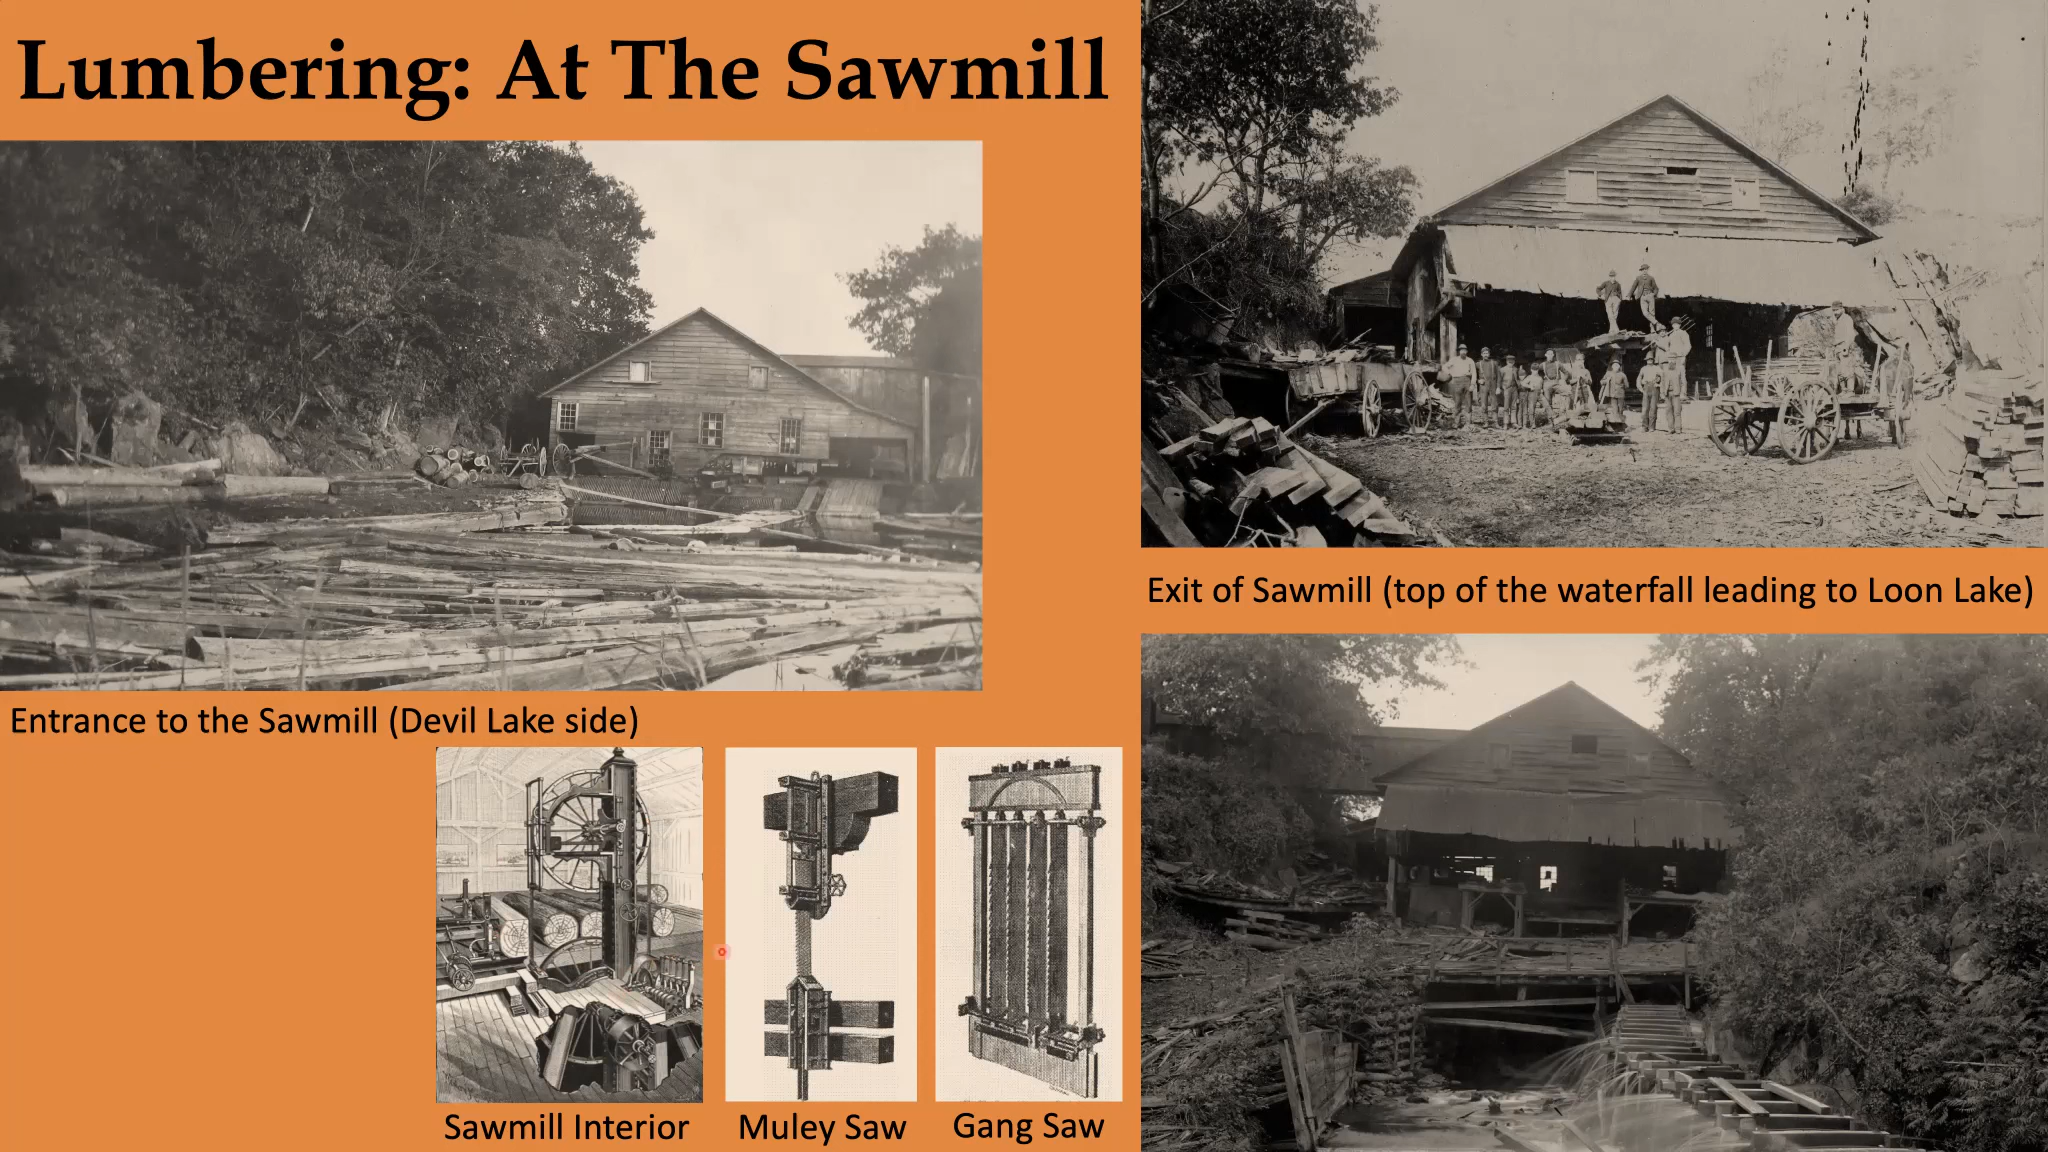 Lumbering: At The Sawmill
Exit of Sawmill (top of the waterfall leading to Loon Lake)
Entrance to the Sawmill (Devil Lake side)
Sawmill Interior
Muley Saw
Gang Saw